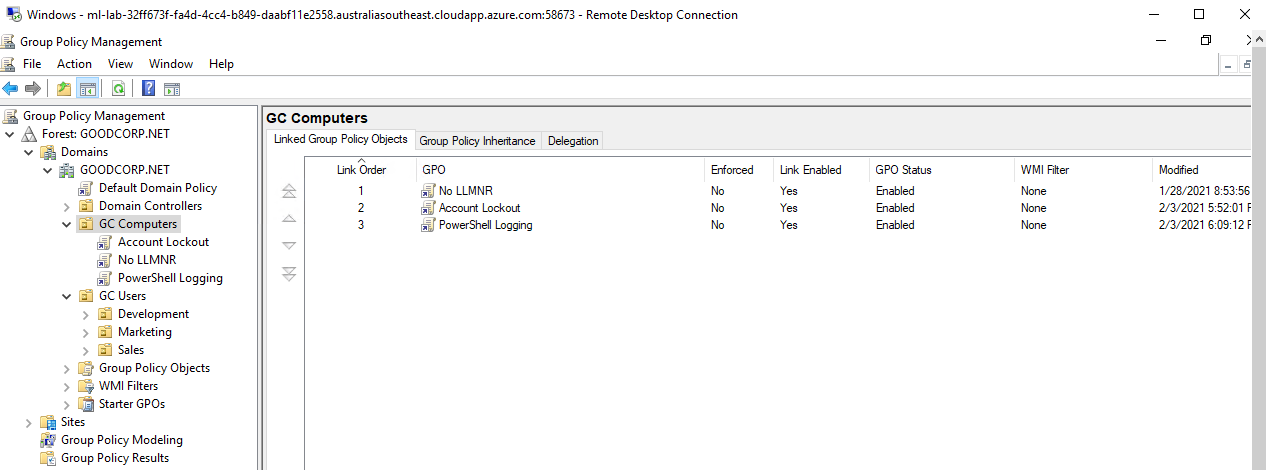 Windows - ml-lab-32ff673f-fa4d-4cc4-b849-daabf11e2558.australiasoutheast.cloudapp.azure.com:58673 - Remote Desktop Connection
Group Policy Management
File Action View Window Help
Group Policy Management
Forest: GOODCORP.NET
Domains
GOODCORP.NET
Default Domain Policy
Domain Controllers
GC Computers
Account Lockout
No LLMNR
PowerShell Logging
GC Users
Development
Marketing
Sales
Group Policy Objects
WMI Filters
Starter GPOs
Sites
Group Policy Modeling
Group Policy Results
GC Computers
Linked Group Policy Objects Group Policy Inheritance Delegation
Link Order GPO Enforced Link Enabled GPO Status WMI Filter Modified
1 No LLMNR No Yes Enabled None 1/28/2021 8:53:56
2 Account Lockout No Yes Enabled None 2/3/2021 5:52:01 P
3 PowerShell Logging No Yes Enabled None 2/3/2021 6:09:12 P